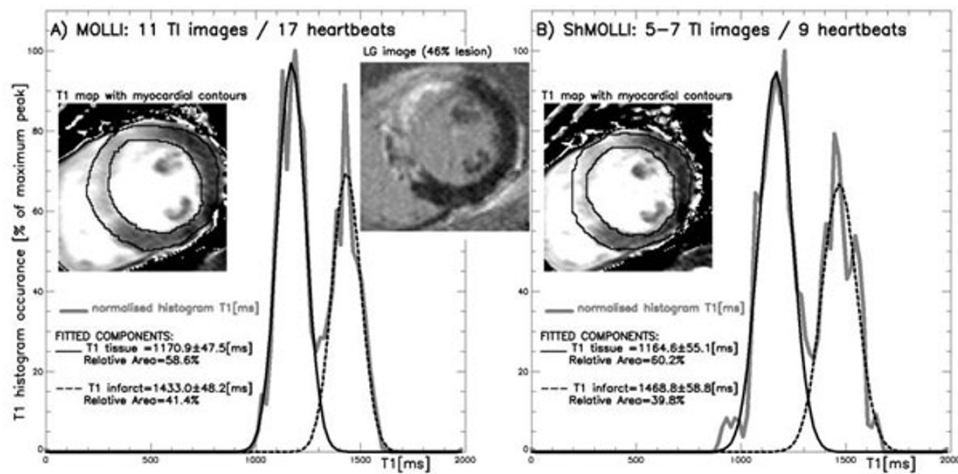 A) MOLLI: 11 TI images / 17 heartbeats
LG image (46% lesion)
T1 map with myocardial contours
T1 histogram occurance [% of maximum peak]
100
80
60
40
20
0
normalised histogram T1[ms]
FITTED COMPONENTS:
T1 tissue =1170.9±47.5[ms]
Relative Area=58.6%
T1 infarct=1433.0±48.2[ms]
Relative Area=41.4%
0
500
1000
1500
2000
T1[ms]
B) ShMOLLI: 5-7 TI images / 9 heartbeats
T1 map with myocardial contours
normalised histogram T1[ms]
FITTED COMPONENTS:
T1 tissue =1164.6±55.1[ms]
Relative Area=60.2%
T1 infarct=1468.8±58.8[ms]
Relative Area=39.8%
500
1000
1500
2000
T1[ms]